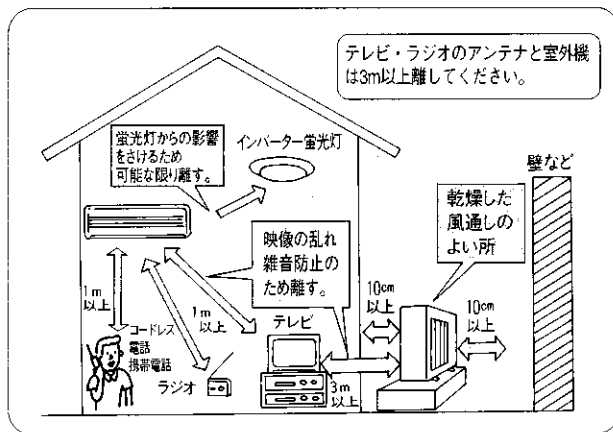 テレビ・ラジオのアンテナと室外機
は3m以上離してください。
蛍光灯からの影響
をさけるため
可能な限り離す。
インバーター蛍光灯
壁など
乾燥した
風通しの
よい所
映像の乱れ
雑音防止の
ため離す。
1m
以上
1m
以上
10cm
以上
10cm
以上
コードレス
電話
携帯電話
ラジオ
テレビ
3m
以上